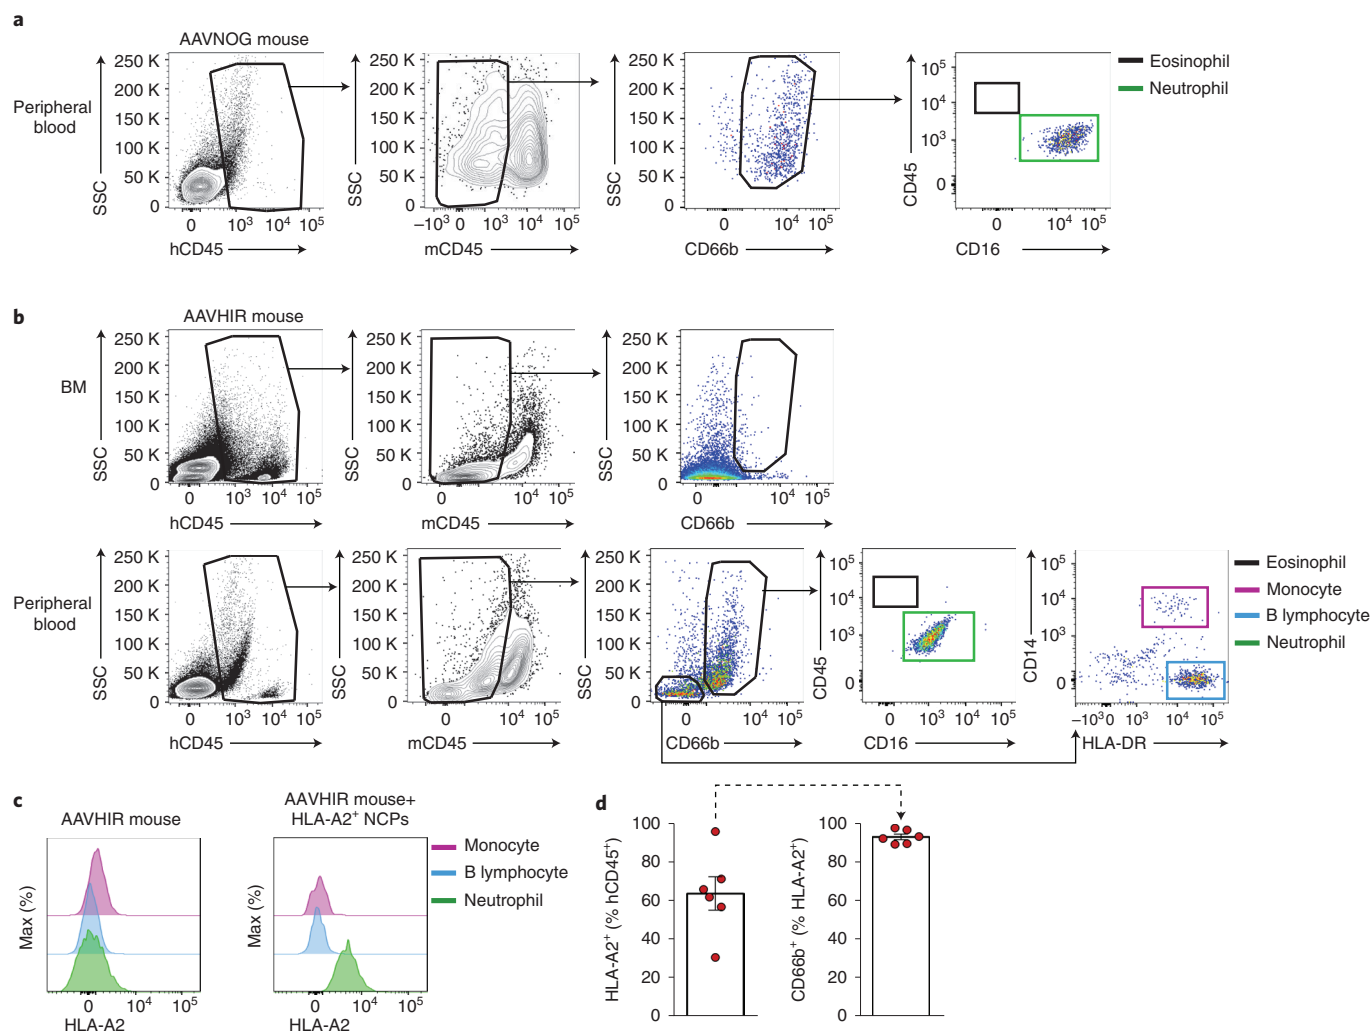 a
AAVNOG mouse
Peripheral
blood
SSC
250 K
200 K
150 K
100 K
50 K
0
0 10³ 10⁴ 10⁵
hCD45
SSC
250 K
200 K
150 K
100 K
50 K
0
−10³ 0 10³ 10⁴ 10⁵
mCD45
SSC
250 K
200 K
150 K
100 K
50 K
0
0 10⁴ 10⁵
CD66b
CD45
10⁵
10⁴
10³
0
0 10³ 10⁴ 10⁵
CD16
Eosinophil
Neutrophil
b
AAVHIR mouse
BM
SSC
250 K
200 K
150 K
100 K
50 K
0
0 10³ 10⁴ 10⁵
hCD45
SSC
250 K
200 K
150 K
100 K
50 K
0
0 10⁴ 10⁵
mCD45
SSC
250 K
200 K
150 K
100 K
50 K
0
0 10⁴ 10⁵
CD66b
Peripheral
blood
SSC
250 K
200 K
150 K
100 K
50 K
0
0 10³ 10⁴ 10⁵
hCD45
SSC
250 K
200 K
150 K
100 K
50 K
0
0 10⁴ 10⁵
mCD45
SSC
250 K
200 K
150 K
100 K
50 K
0
0 10⁴ 10⁵
CD66b
CD45
10⁵
10⁴
10³
0
0 10³ 10⁴ 10⁵
CD16
CD14
10⁵
10⁴
10³
0
−10³ 0 10³ 10⁴ 10⁵
HLA-DR
Eosinophil
Monocyte
B lymphocyte
Neutrophil
c
AAVHIR mouse
Max (%)
0 10⁴ 10⁵
HLA-A2
AAVHIR mouse+
HLA-A2⁺ NCPs
Max (%)
0 10⁴ 10⁵
HLA-A2
Monocyte
B lymphocyte
Neutrophil
d
HLA-A2⁺ (% hCD45⁺)
100
80
60
40
20
0
CD66b⁺ (% HLA-A2⁺)
100
80
60
40
20
0